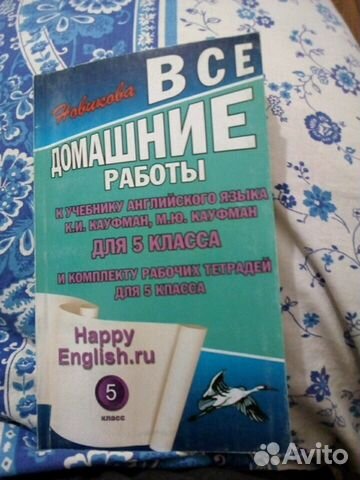 Новикова
ВСЕ
ДОМАШНИЕ
РАБОТЫ
К УЧЕБНИКУ АНГЛИЙСКОГО ЯЗЫКА
К.И. КАУФМАН, М.Ю. КАУФМАН
ДЛЯ 5 КЛАССА
И КОМПЛЕКТУ РАБОЧИХ ТЕТРАДЕЙ
ДЛЯ 5 КЛАССА
Happy
English.ru
5
класс
Avito